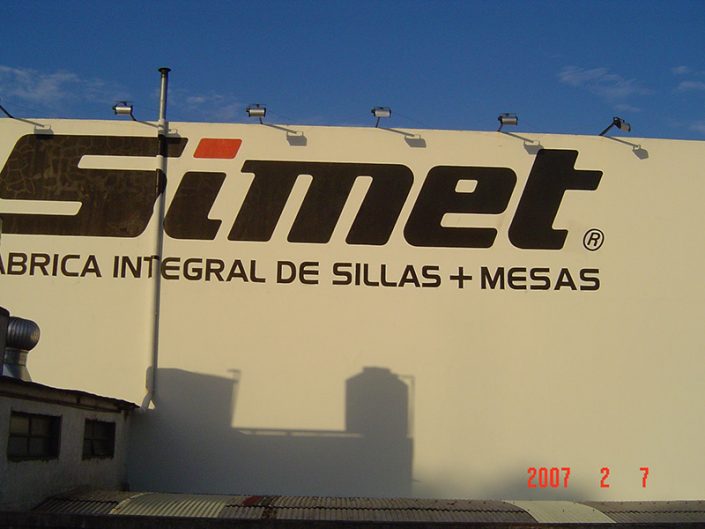 Simet ®
ABRICA INTEGRAL DE SILLAS + MESAS
2007 2 7